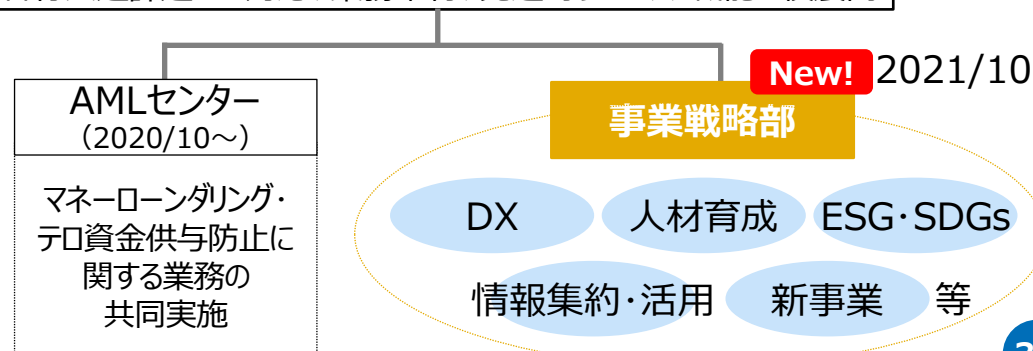 New! 2021/10
AMLセンター
（2020/10～）
事業戦略部
マネーローンダリング・
テロ資金供与防止に
関する業務の
共同実施
DX 人材育成 ESG・SDGs
情報集約・活用 新事業 等